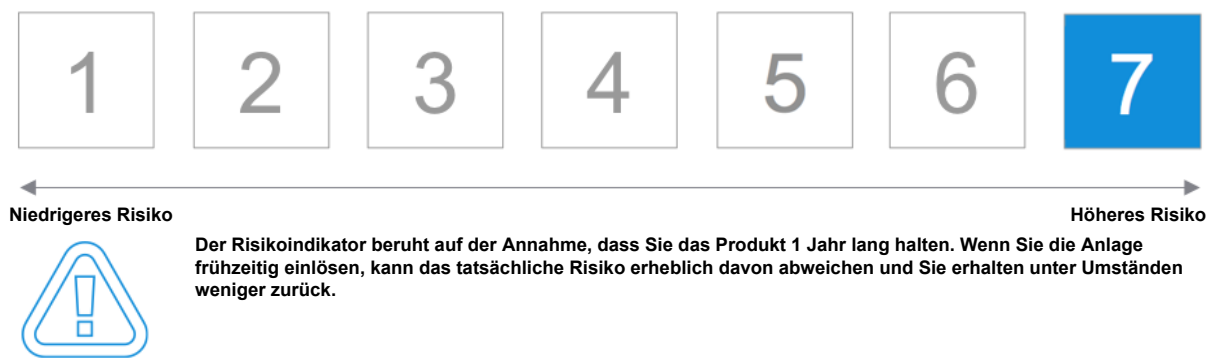 1 2 3 4 5 6 7
Niedrigeres Risiko Höheres Risiko
Der Risikoindikator beruht auf der Annahme, dass Sie das Produkt 1 Jahr lang halten. Wenn Sie die Anlage
frühzeitig einlösen, kann das tatsächliche Risiko erheblich davon abweichen und Sie erhalten unter Umständen
weniger zurück.